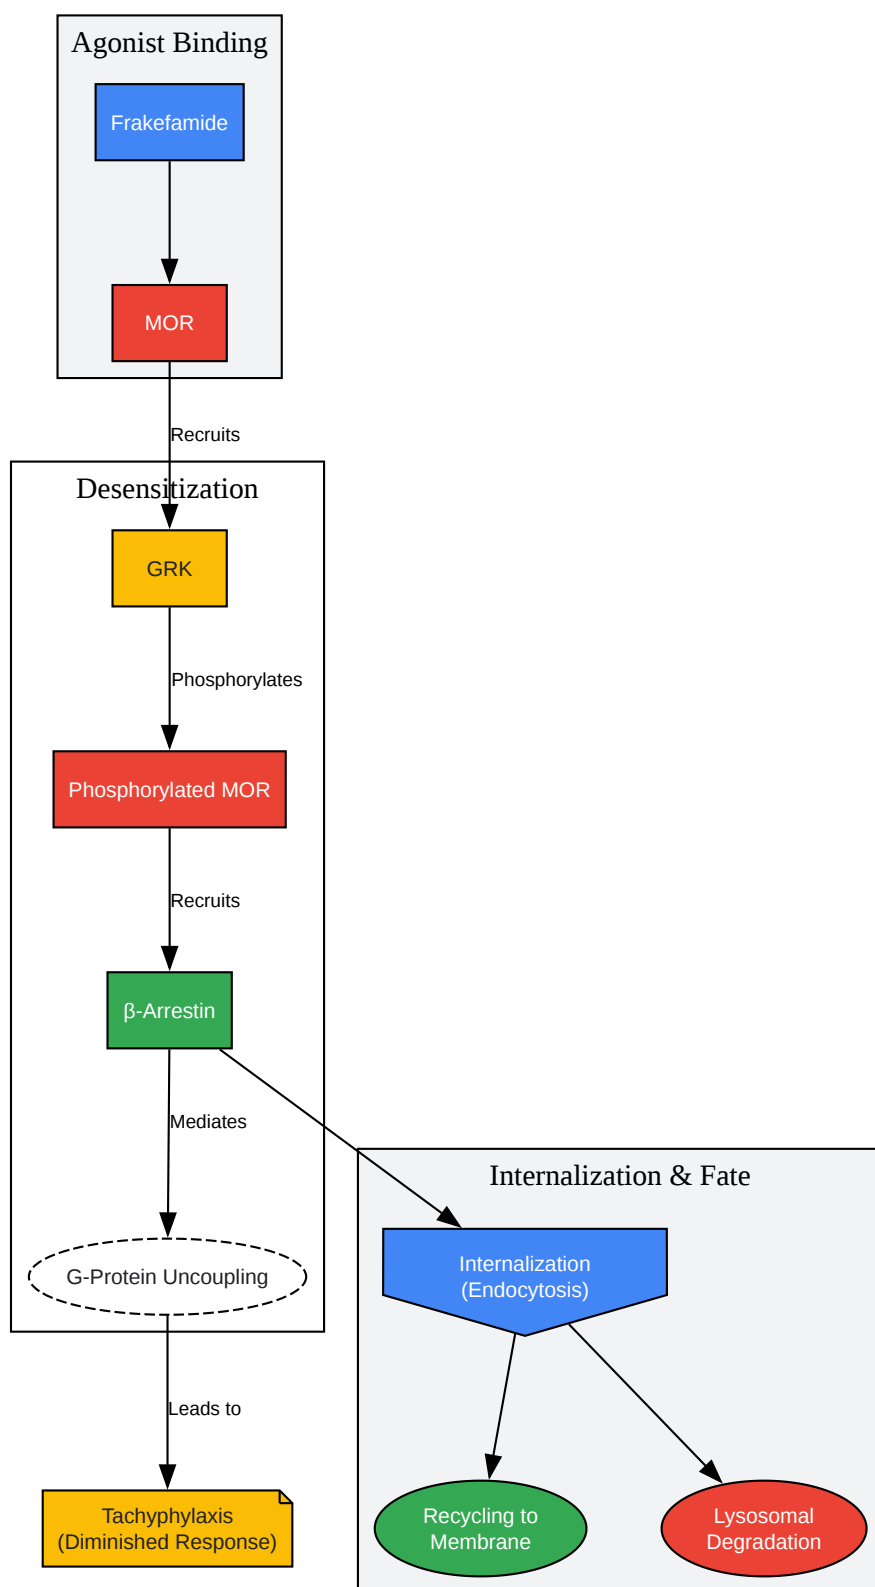 Agonist Binding
Frakefamide
MOR
Recruits
Desensitization
GRK
Phosphorylates
Phosphorylated MOR
Recruits
β-Arrestin
Mediates
Internalization & Fate
Internalization
(Endocytosis)
G-Protein Uncoupling
Leads to
Tachyphylaxis
(Diminished Response)
Recycling to
Membrane
Lysosomal
Degradation